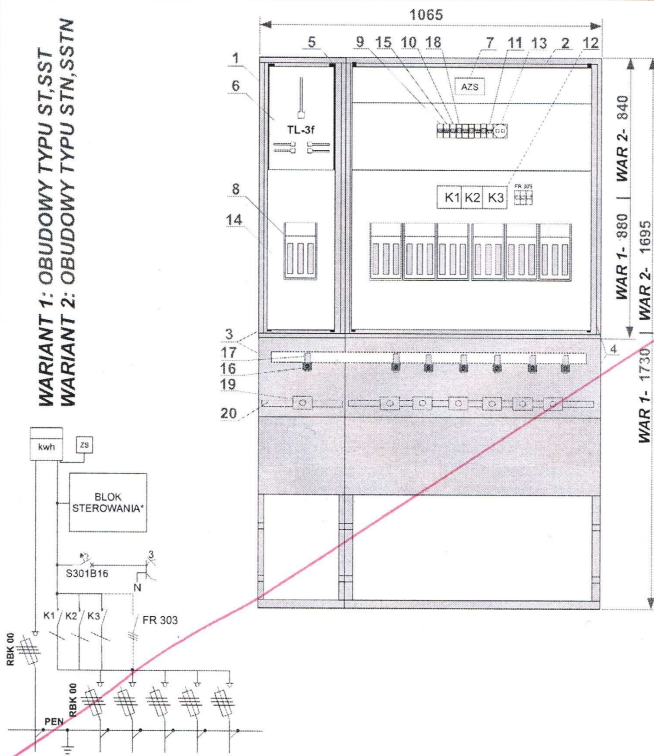 1065
5
9
15
10
18
7
11
13
2
12
1
6
8
14
3
17
16
19
20
4
AZS
TL-3f
K1 K2 K3
FR 303
WAR 2- 840
WAR 1- 880
WAR 2- 1695
WAR 1- 1730
WARIANT 1: OBUDOWY TYPU ST,SST
WARIANT 2: OBUDOWY TYPU STN,SSTN
kwh
ZS
BLOK
STEROWANIA*
S301B16
3
N
K1 K2 K3
FR 303
RBK 00
RBK 00
PEN